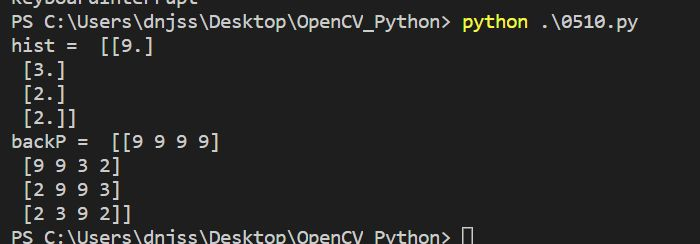 KeyboardInterrupt
PS C:\Users\dnjss\Desktop\OpenCV_Python> python .\0510.py
hist =  [[9.]
 [3.]
 [2.]
 [2.]]
backP =  [[9 9 9 9]
 [9 9 3 2]
 [2 9 9 3]
 [2 3 9 2]]
PS C:\Users\dnjss\Desktop\OpenCV_Python>